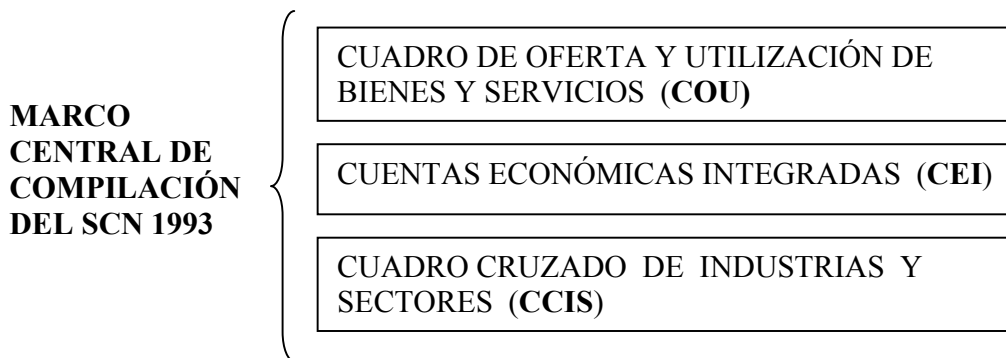 MARCO
CENTRAL DE
COMPILACIÓN
DEL SCN 1993
CUADRO DE OFERTA Y UTILIZACIÓN DE
BIENES Y SERVICIOS (COU)
CUENTAS ECONÓMICAS INTEGRADAS (CEI)
CUADRO CRUZADO DE INDUSTRIAS Y
SECTORES (CCIS)